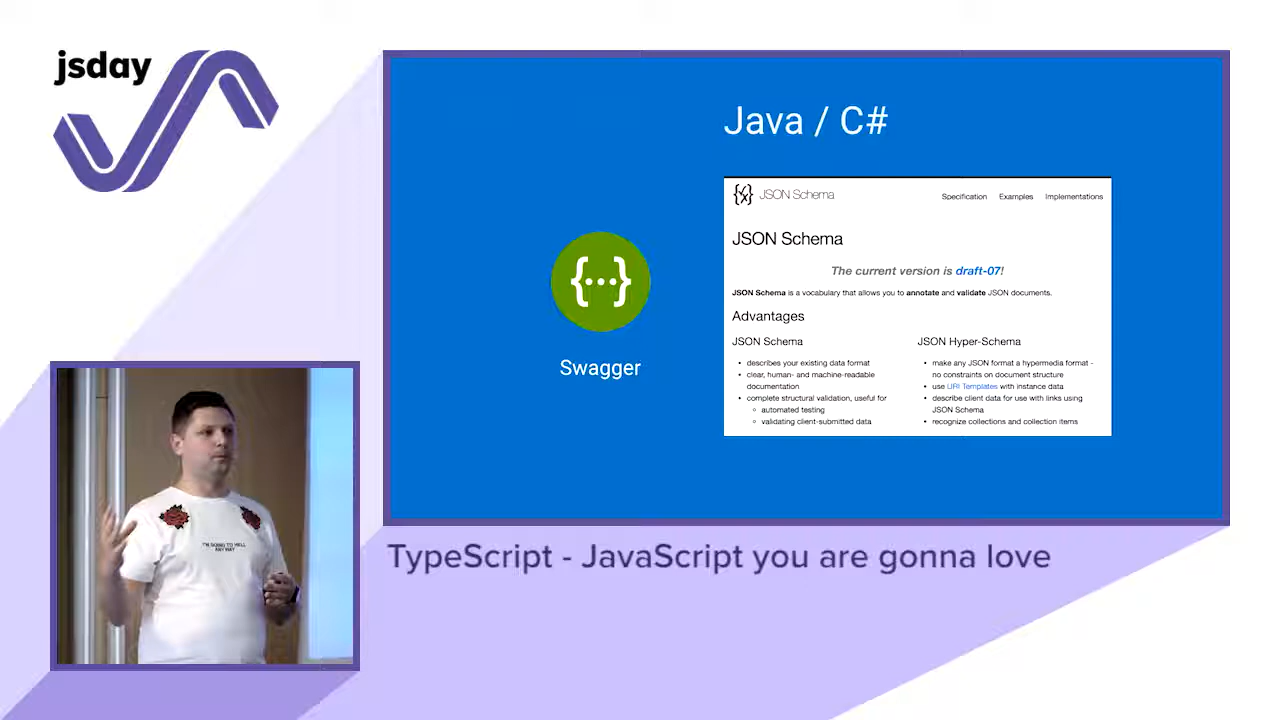 jsday
Java / C#
JSON Schema
Specification Examples Implementations
JSON Schema
The current version is draft-07!
JSON Schema is a vocabulary that allows you to annotate and validate JSON documents.
Advantages
JSON Schema
describes your existing data format
clear, human- and machine-readable
documentation
complete structural validation, useful for
automated testing
validating client-submitted data
JSON Hyper-Schema
make any JSON format a hypermedia format -
no constraints on document structure
use URI Templates with instance data
describe client data for use with links using
JSON Schema
recognize collections and collection items
{...}
Swagger
I'M GOING TO HELL
ANYWAY
TypeScript - JavaScript you are gonna love